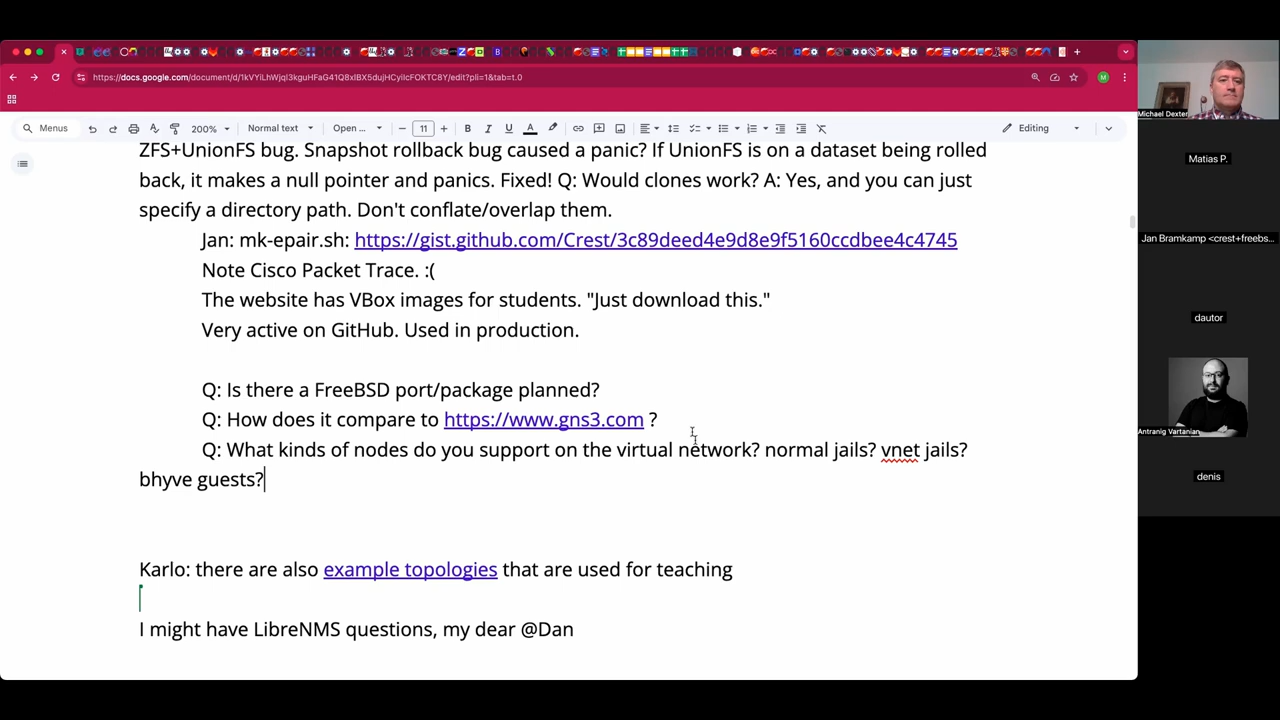 https://docs.google.com/document/d/1kVYiLhWjqI3kguHFaG41Q8xIBX5dujHCyiIcFOKTC8Y/edit?pli=1&tab=t.0
Menus
200%
Normal text
Open ...
11
Editing
ZFS+UnionFS bug. Snapshot rollback bug caused a panic? If UnionFS is on a dataset being rolled
back, it makes a null pointer and panics. Fixed! Q: Would clones work? A: Yes, and you can just
specify a directory path. Don't conflate/overlap them.
Jan: mk-epair.sh: https://gist.github.com/Crest/3c89deed4e9d8e9f5160ccdbee4c4745
Note Cisco Packet Trace. :(
The website has VBox images for students. "Just download this."
Very active on GitHub. Used in production.
Q: Is there a FreeBSD port/package planned?
Q: How does it compare to https://www.gns3.com ?
Q: What kinds of nodes do you support on the virtual network? normal jails? vnet jails?
bhyve guests?
Karlo: there are also example topologies that are used for teaching
I might have LibreNMS questions, my dear @Dan
Michael Dexter
Matias P.
Jan Bramkamp <crest+freebs...
dautor
Antranig Vartanian
denis